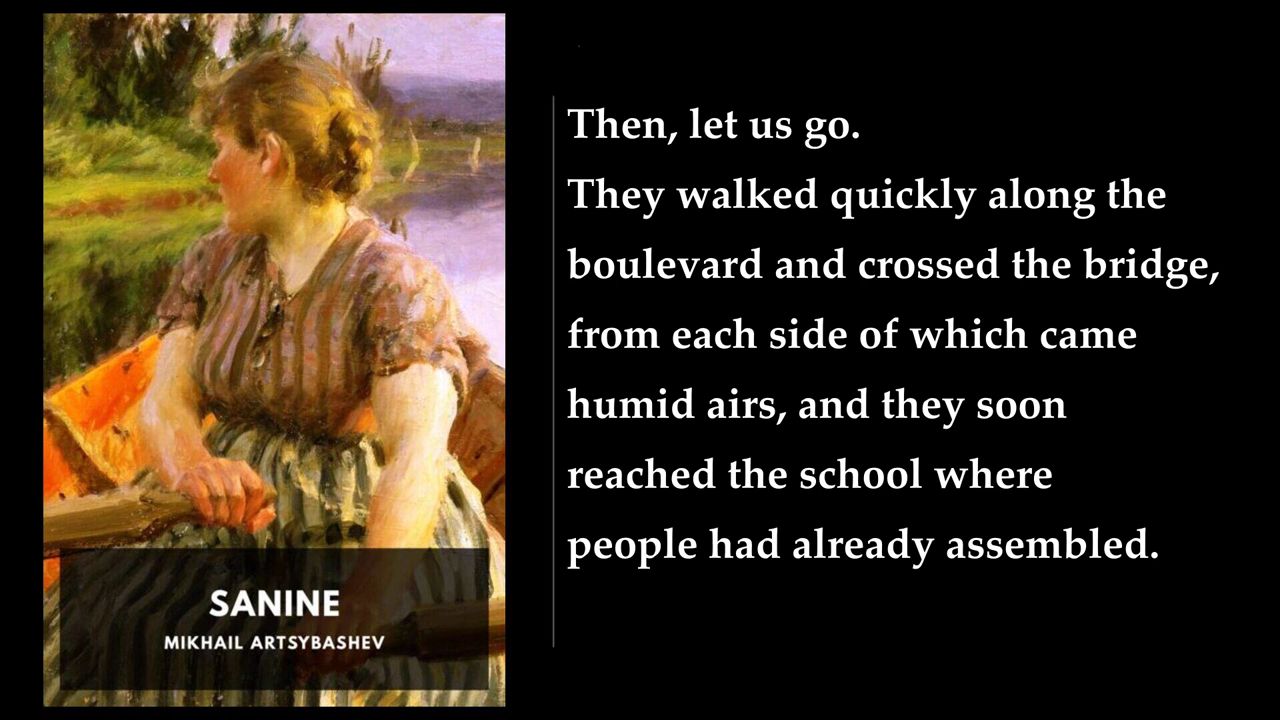 SANINE
MIKHAIL ARTSYBASHEV
Then, let us go.
They walked quickly along the
boulevard and crossed the bridge,
from each side of which came
humid airs, and they soon
reached the school where
people had already assembled.